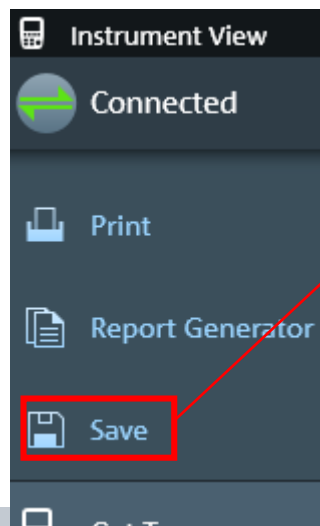 Instrument View
Connected
Print
Report Generator
Save